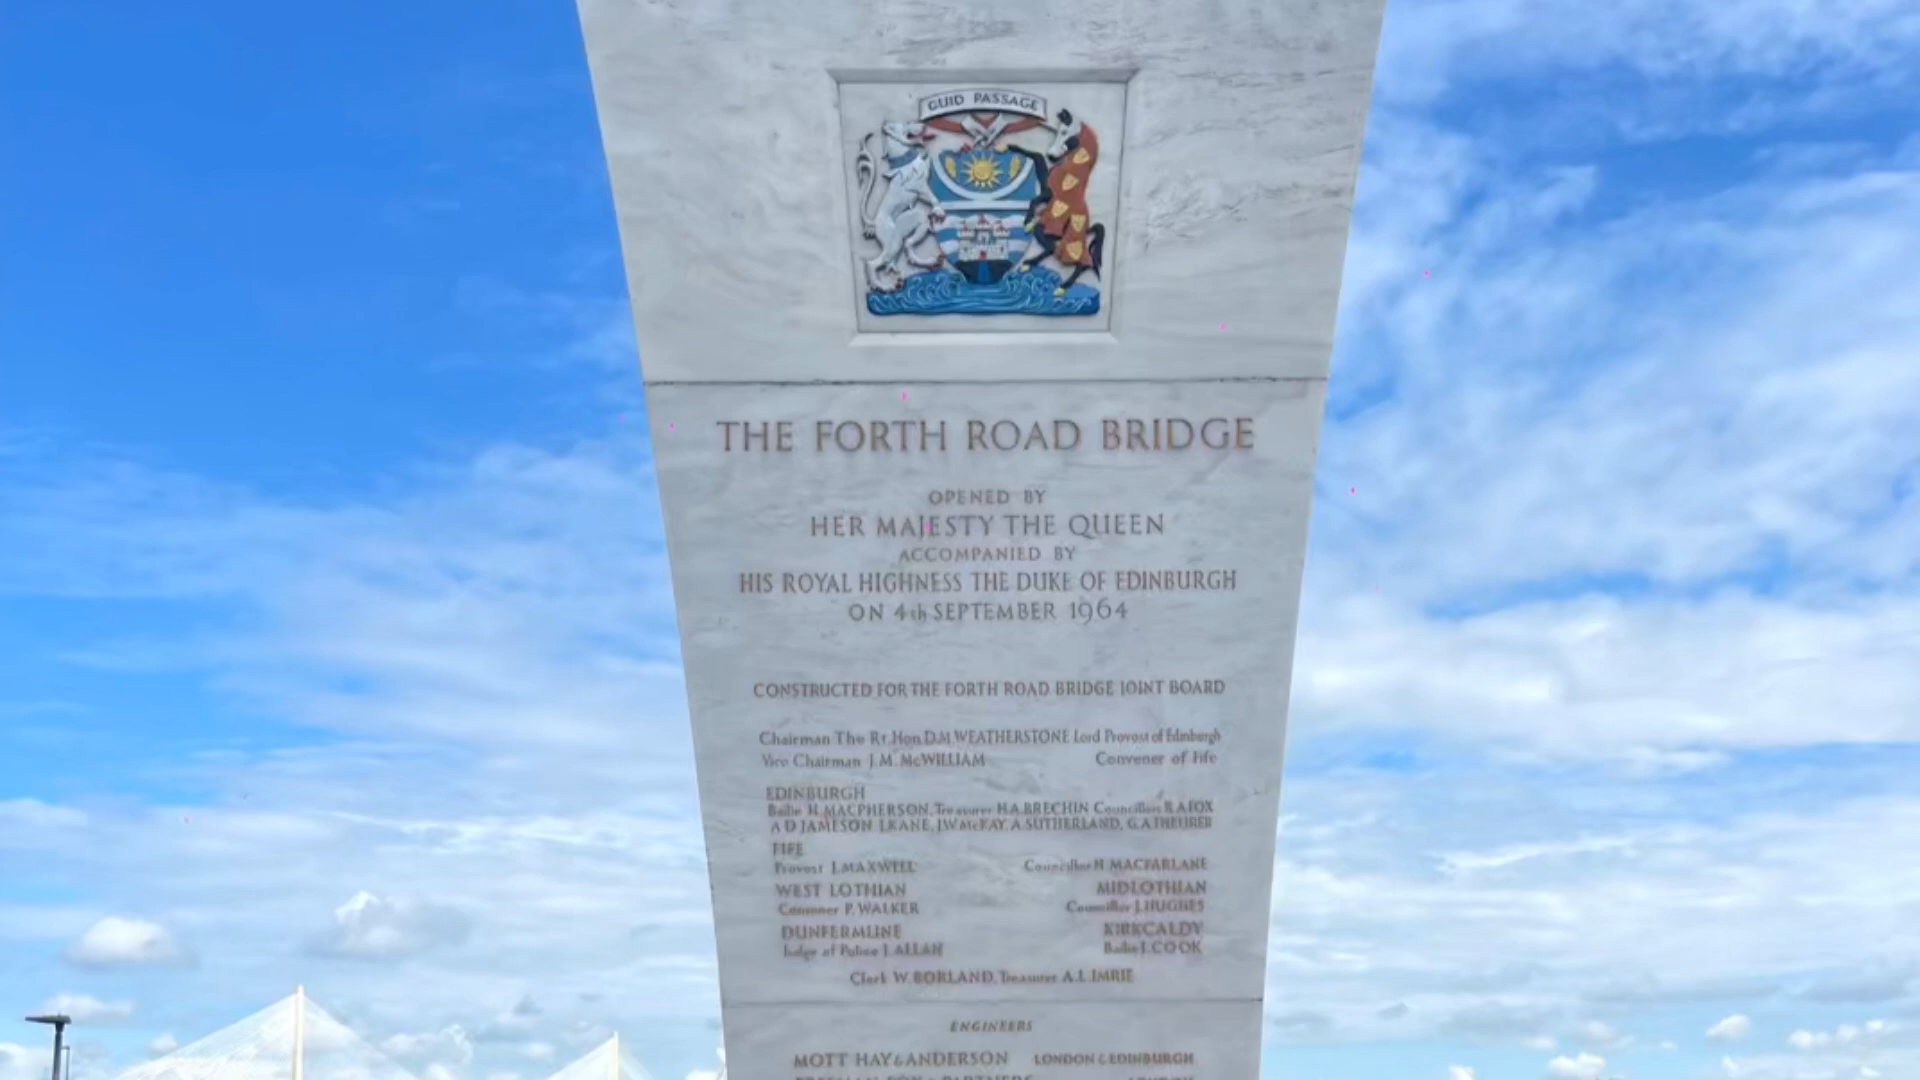 GUID PASSAGE
THE FORTH ROAD BRIDGE
OPENED BY
HER MAJESTY THE QUEEN
ACCOMPANIED BY
HIS ROYAL HIGHNESS THE DUKE OF EDINBURGH
ON 4th SEPTEMBER 1964
CONSTRUCTED FOR THE FORTH ROAD BRIDGE JOINT BOARD
Chairman The Rt. Hon. D.M. WEATHERSTONE Lord Provost of Edinburgh
Vice Chairman J.M. McWILLIAM Convener of Fife
EDINBURGH
Bailie H. MACPHERSON, Treasurer H.A. BRECHIN Councillors R.A. FOX
A D JAMESON J. KANE, J.W. McKAY, A. SUTHERLAND, G.A. THEURER
FIFE
Provost J. MAXWELL Councillor H. MACFARLANE
WEST LOTHIAN MIDLOTHIAN
Convener P. WALKER Councillor J. HUGHES
DUNFERMLINE KIRKCALDY
Judge of Police J. ALLAN Bailie J. COOK
Clerk W. BORLAND, Treasurer A.L. IMRIE
ENGINEERS
MOTT HAY & ANDERSON LONDON & EDINBURGH